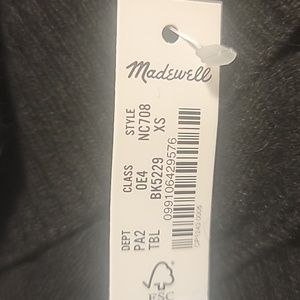 Madewell
STYLE
NC708
XS
CLASS
0E4
BK5229
099106429576
DEPT
PA2
TBL
FSC